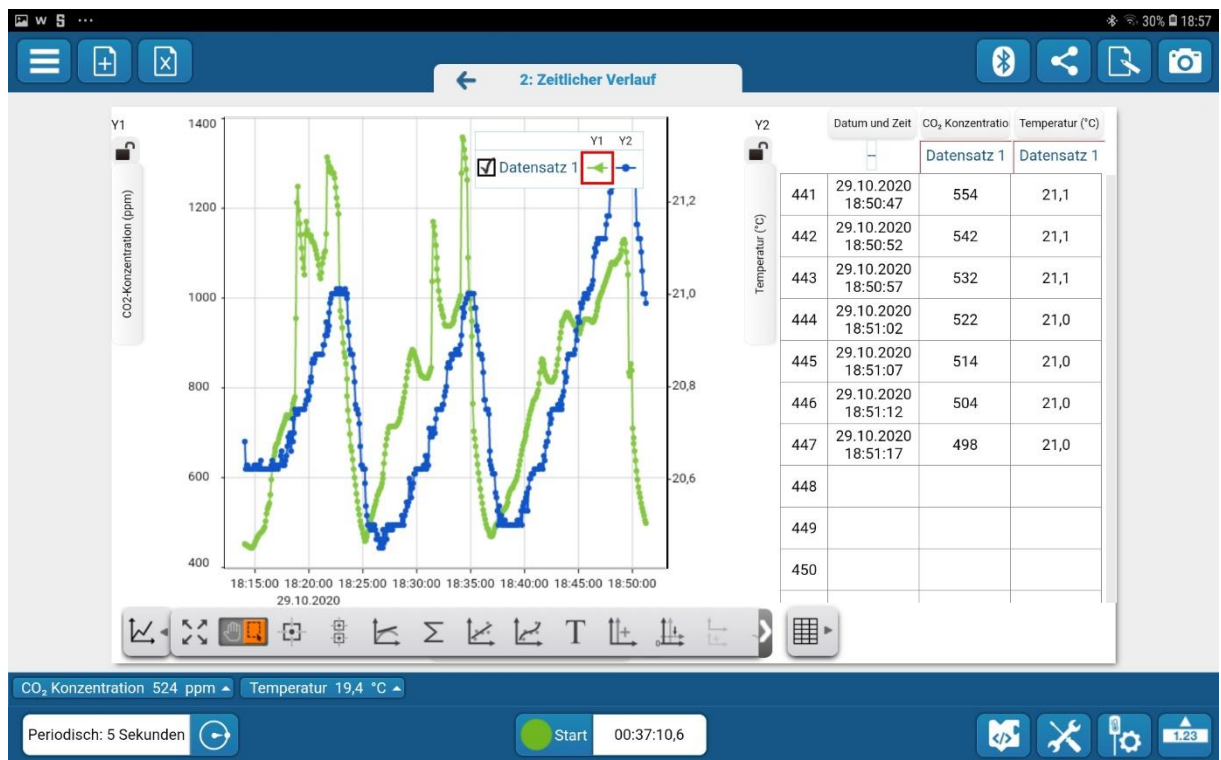 W 5 ··· 30% 18:57
2: Zeitlicher Verlauf
Y1
CO2-Konzentration (ppm)
1400
1200
1000
800
600
400
Y1 Y2
Datensatz 1
21,2
21,0
20,8
20,6
Y2
Temperatur (°C)
18:15:00 18:20:00 18:25:00 18:30:00 18:35:00 18:40:00 18:45:00 18:50:00
29.10.2020
Datum und Zeit CO₂ Konzentratio Temperatur (°C)
-- Datensatz 1 Datensatz 1
441 29.10.2020 18:50:47 554 21,1
442 29.10.2020 18:50:52 542 21,1
443 29.10.2020 18:50:57 532 21,1
444 29.10.2020 18:51:02 522 21,0
445 29.10.2020 18:51:07 514 21,0
446 29.10.2020 18:51:12 504 21,0
447 29.10.2020 18:51:17 498 21,0
448
449
450
Σ T
CO₂ Konzentration 524 ppm Temperatur 19,4 °C
Periodisch: 5 Sekunden Start 00:37:10,6 </> 1.23